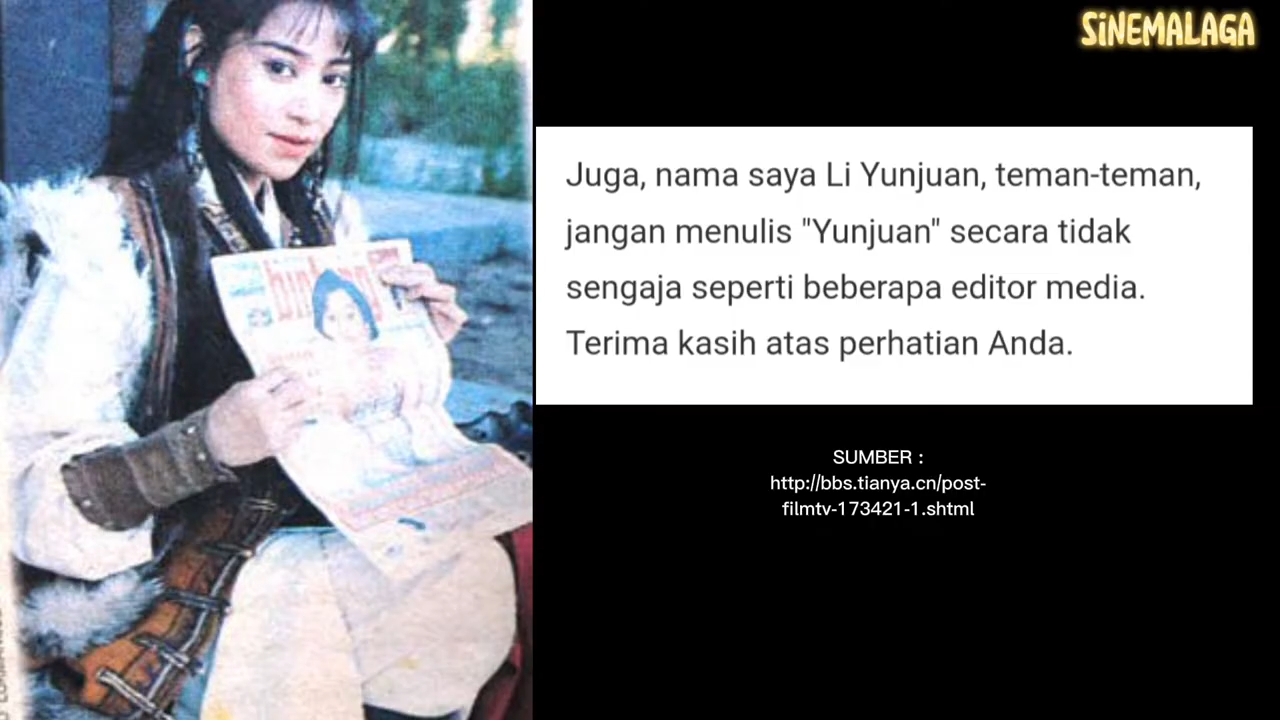 SiNEMALAGA
Juga, nama saya Li Yunjuan, teman-teman,
jangan menulis "Yunjuan" secara tidak
sengaja seperti beberapa editor media.
Terima kasih atas perhatian Anda.
SUMBER :
http://bbs.tianya.cn/post-
filmtv-173421-1.shtml